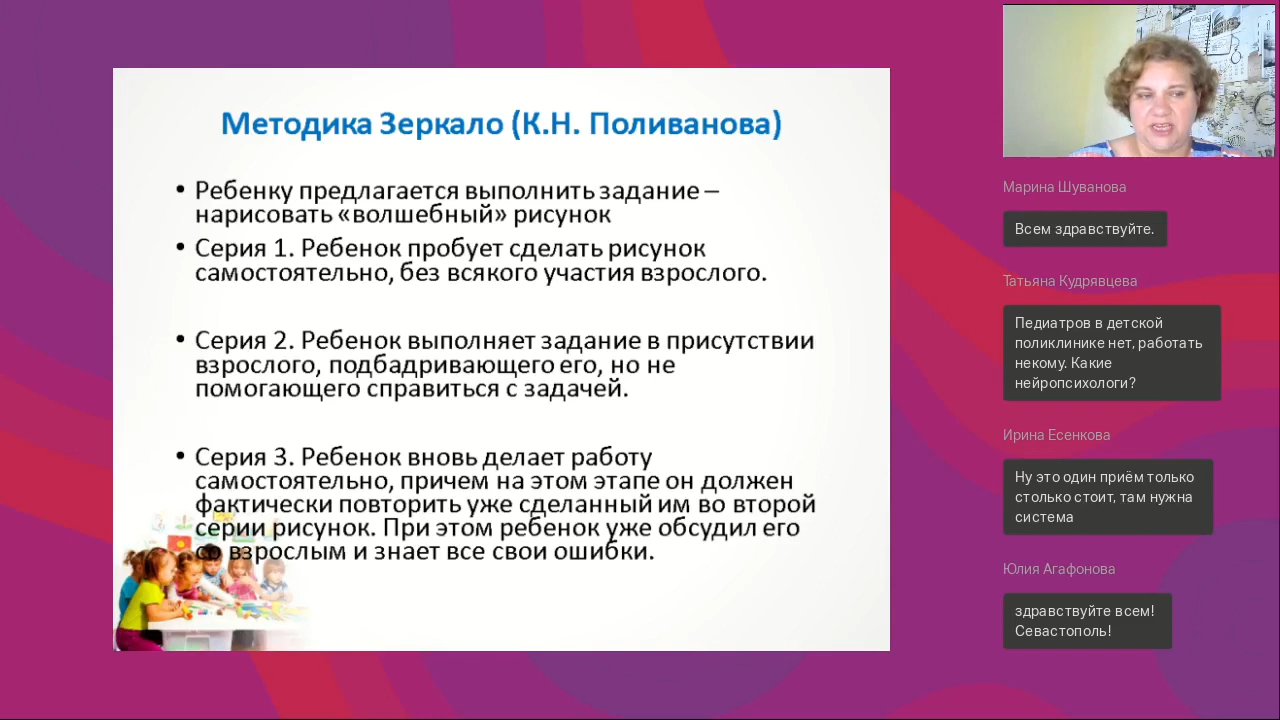 Методика Зеркало (К.Н. Поливанова)
• Ребенку предлагается выполнить задание –
нарисовать «волшебный» рисунок
• Серия 1. Ребенок пробует сделать рисунок
самостоятельно, без всякого участия взрослого.
• Серия 2. Ребенок выполняет задание в присутствии
взрослого, подбадривающего его, но не
помогающего справиться с задачей.
• Серия 3. Ребенок вновь делает работу
самостоятельно, причем на этом этапе он должен
фактически повторить уже сделанный им во второй
серии рисунок. При этом ребенок уже обсудил его
со взрослым и знает все свои ошибки.
Марина Шуванова
Всем здравствуйте.
Татьяна Кудрявцева
Педиатров в детской
поликлинике нет, работать
некому. Какие
нейропсихологи?
Ирина Есенкова
Ну это один приём только
столько стоит, там нужна
система
Юлия Агафонова
здравствуйте всем!
Севастополь!